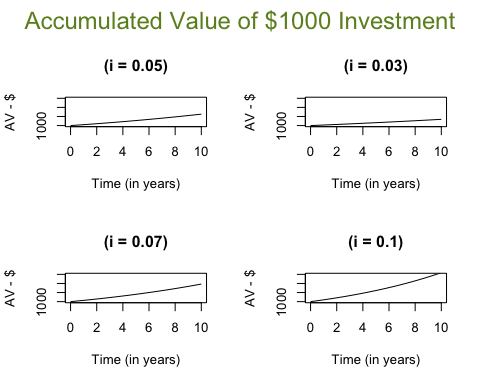 Accumulated Value of $1000 Investment
(i = 0.05)
AV - $
1000
0 2 4 6 8 10
Time (in years)
(i = 0.03)
AV - $
1000
0 2 4 6 8 10
Time (in years)
(i = 0.07)
AV - $
1000
0 2 4 6 8 10
Time (in years)
(i = 0.1)
AV - $
1000
0 2 4 6 8 10
Time (in years)